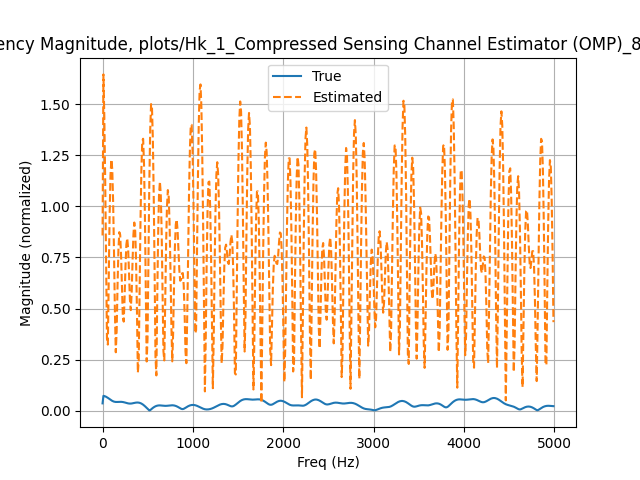 ency Magnitude, plots/Hk_1_Compressed Sensing Channel Estimator (OMP)_8
True
Estimated
1.50
1.25
1.00
0.75
0.50
0.25
0.00
Magnitude (normalized)
0 1000 2000 3000 4000 5000
Freq (Hz)